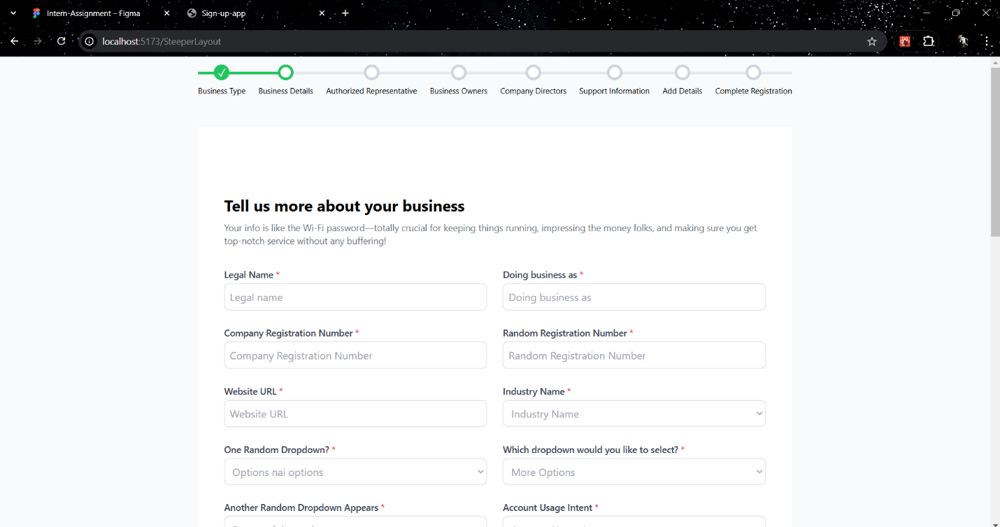 Intern-Assignment – Figma
Sign-up-app
localhost:5173/SteeperLayout
Business Type
Business Details
Authorized Representative
Business Owners
Company Directors
Support Information
Add Details
Complete Registration
Tell us more about your business
Your info is like the Wi-Fi password—totally crucial for keeping things running, impressing the money folks, and making sure you get
top-notch service without any buffering!
Legal Name *
Doing business as *
Legal name
Doing business as
Company Registration Number *
Random Registration Number *
Company Registration Number
Random Registration Number
Website URL *
Industry Name *
Website URL
Industry Name
One Random Dropdown? *
Which dropdown would you like to select? *
Options nai options
More Options
Another Random Dropdown Appears *
Account Usage Intent *